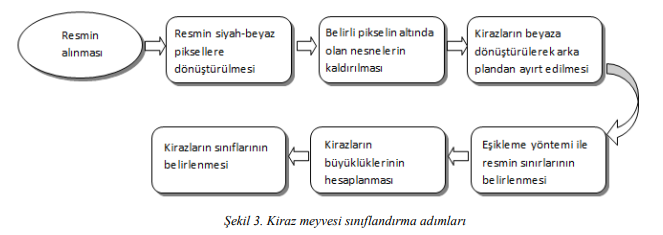 Resmin
alınması
Resmin siyah-beyaz
piksellere
dönüştürülmesi
Belirli pikselin altında
olan nesnelerin
kaldırılması
Kirazların beyaza
dönüştürülerek arka
plandan ayırt edilmesi
Eşikleme yöntemi ile
resmin sınırlarının
belirlenmesi
Kirazların
büyüklüklerinin
hesaplanması
Kirazların sınıflarının
belirlenmesi
Şekil 3. Kiraz meyvesi sınıflandırma adımları